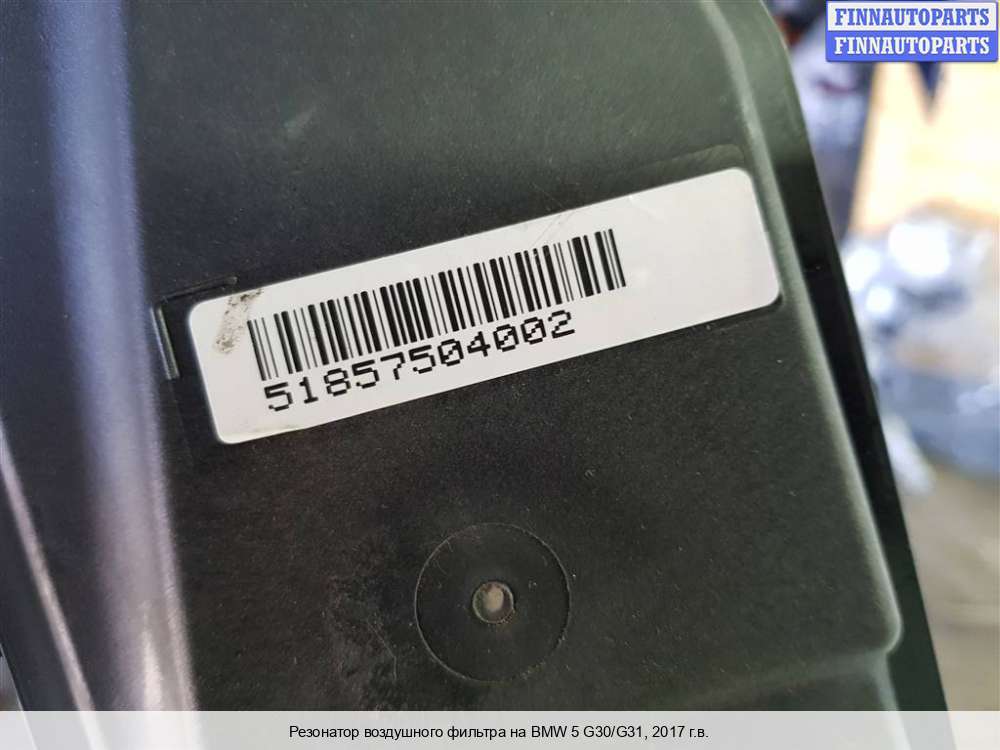 FINNAUTOPARTS
FINNAUTOPARTS
51857504002
Резонатор воздушного фильтра на BMW 5 G30/G31, 2017 г.в.